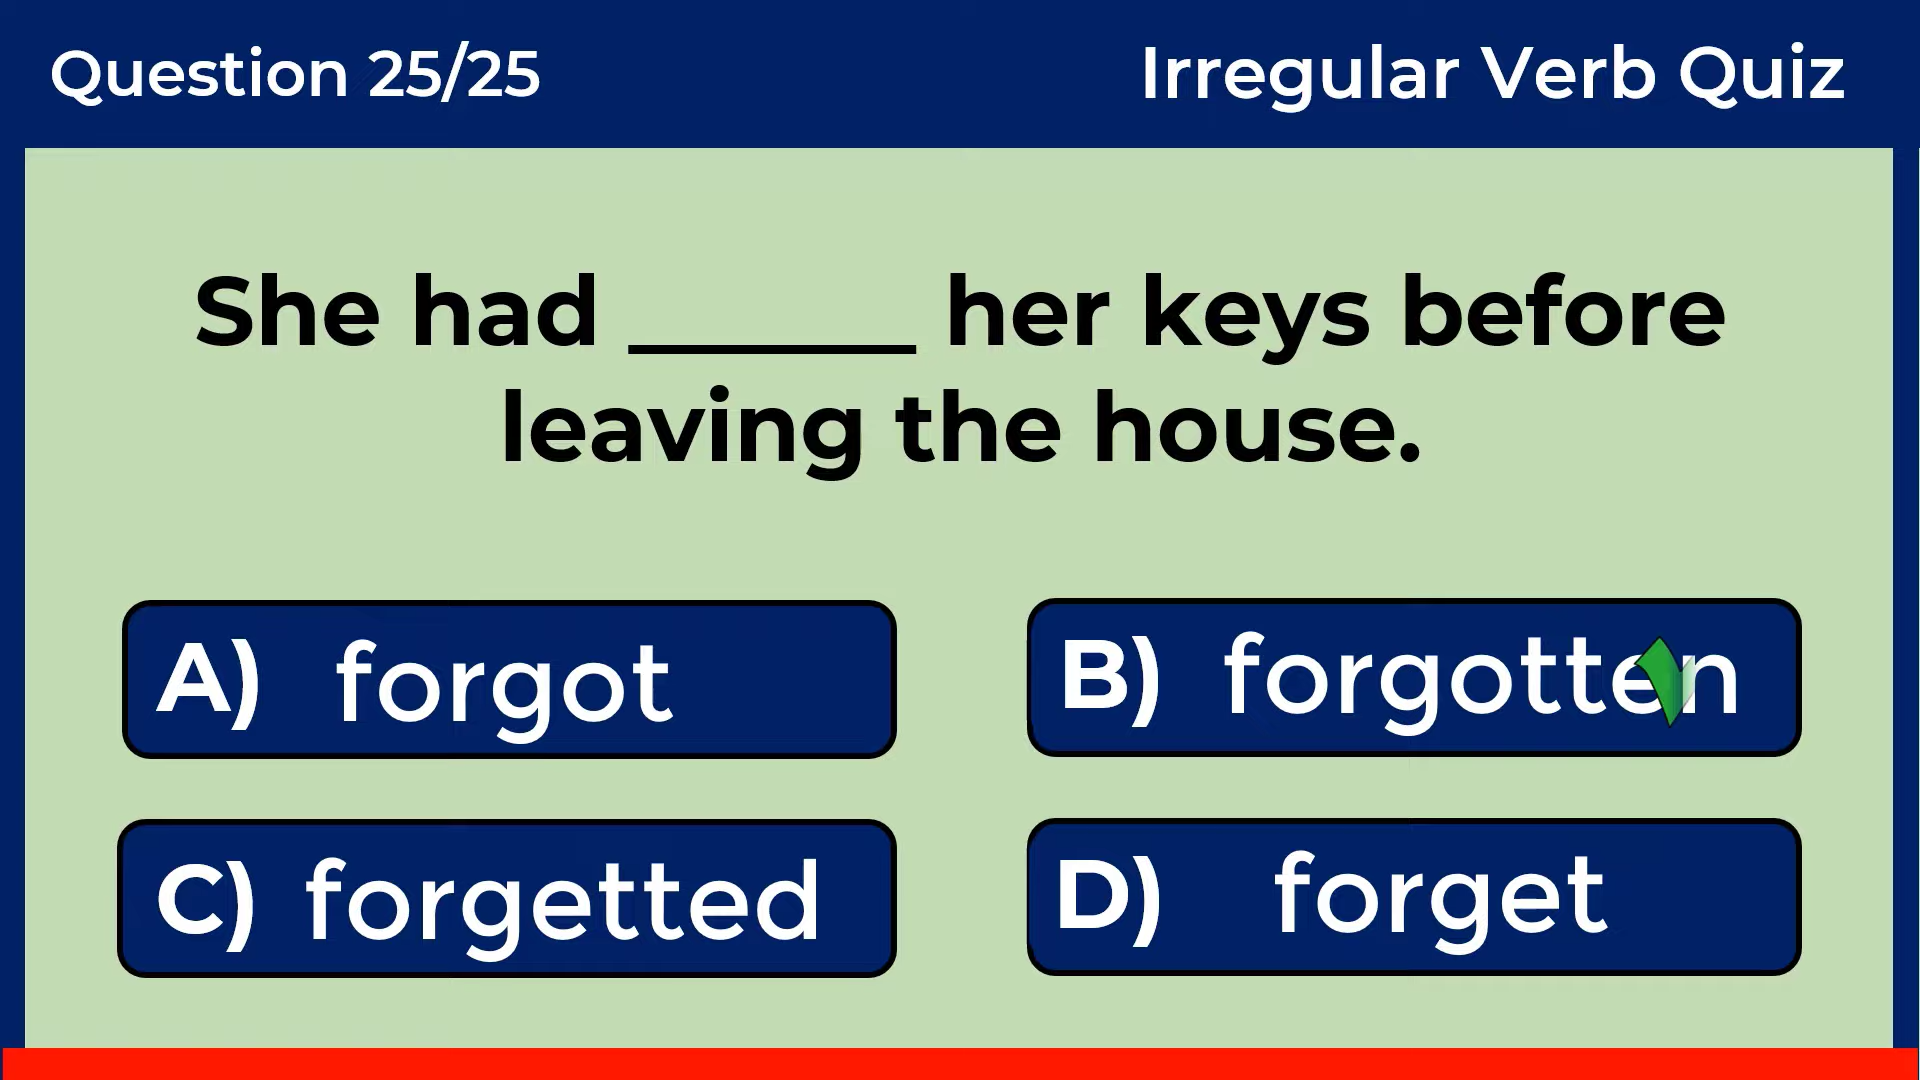 Question 25/25
Irregular Verb Quiz
She had ______ her keys before
leaving the house.
A) forgot
B) forgotten
C) forgetted
D) forget